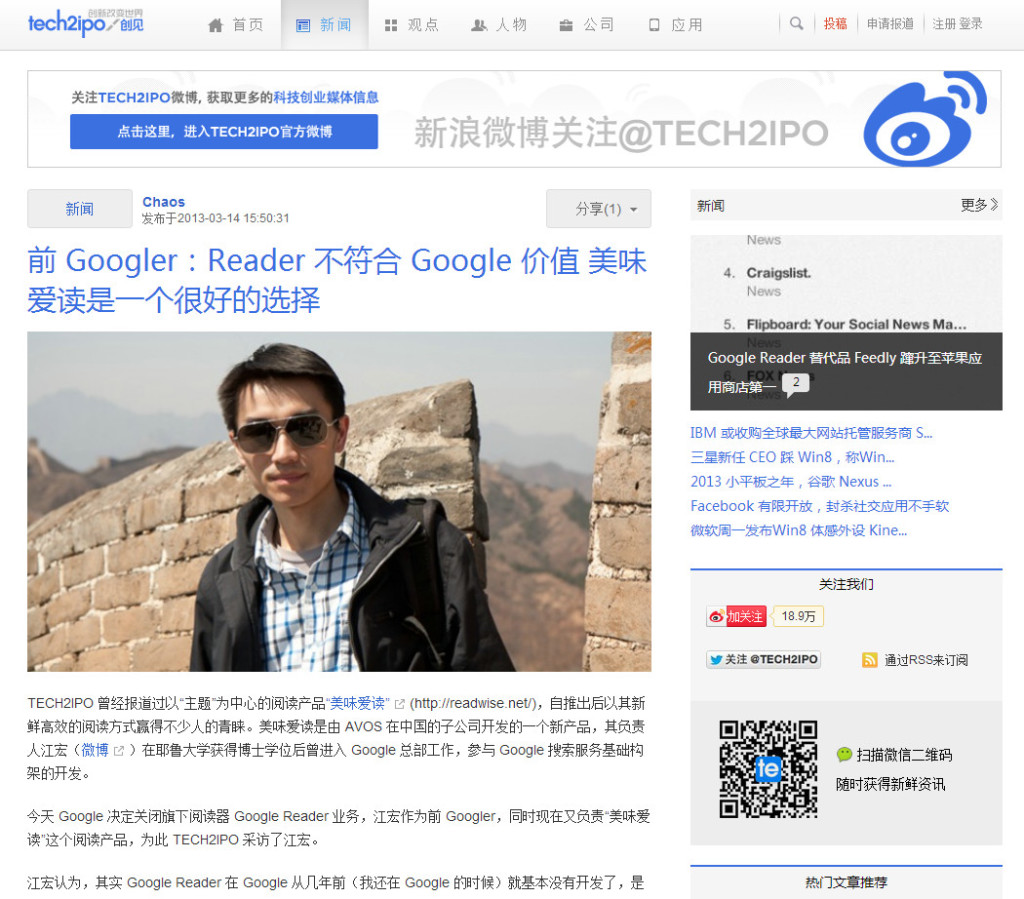 tech2ipo 创新改变世界 创见
首页
新闻
观点
人物
公司
应用
投稿
申请报道
注册 登录
关注TECH2IPO微博, 获取更多的科技创业媒体信息
点击这里，进入TECH2IPO官方微博
新浪微博关注@TECH2IPO
新闻
Chaos
发布于2013-03-14 15:50:31
分享(1)
前 Googler：Reader 不符合 Google 价值 美味
爱读是一个很好的选择
TECH2IPO 曾经报道过以“主题”为中心的阅读产品“美味爱读” (http://readwise.net/)，自推出后以其新
鲜高效的阅读方式赢得不少人的青睐。美味爱读是由 AVOS 在中国的子公司开发的一个新产品，其负责
人江宏（微博 ）在耶鲁大学获得博士学位后曾进入 Google 总部工作，参与 Google 搜索服务基础构
架的开发。
今天 Google 决定关闭旗下阅读器 Google Reader 业务，江宏作为前 Googler，同时现在又负责“美味爱
读”这个阅读产品，为此 TECH2IPO 采访了江宏。
江宏认为，其实 Google Reader 在 Google 从几年前（我还在 Google 的时候）就基本没有开发了，是
新闻
更多
News
4. Craigslist.
News
5. Flipboard: Your Social News Ma...
News
6. FOX News
Google Reader 替代品 Feedly 蹿升至苹果应
用商店第一 2
IBM 或收购全球最大网站托管服务商 S...
三星新任 CEO 踩 Win8，称Win...
2013 小平板之年，谷歌 Nexus ...
Facebook 有限开放，封杀社交应用不手软
微软周一发布Win8 体感外设 Kine...
关注我们
加关注
18.9万
关注 @TECH2IPO
通过RSS来订阅
te
扫描微信二维码
随时获得新鲜资讯
热门文章推荐